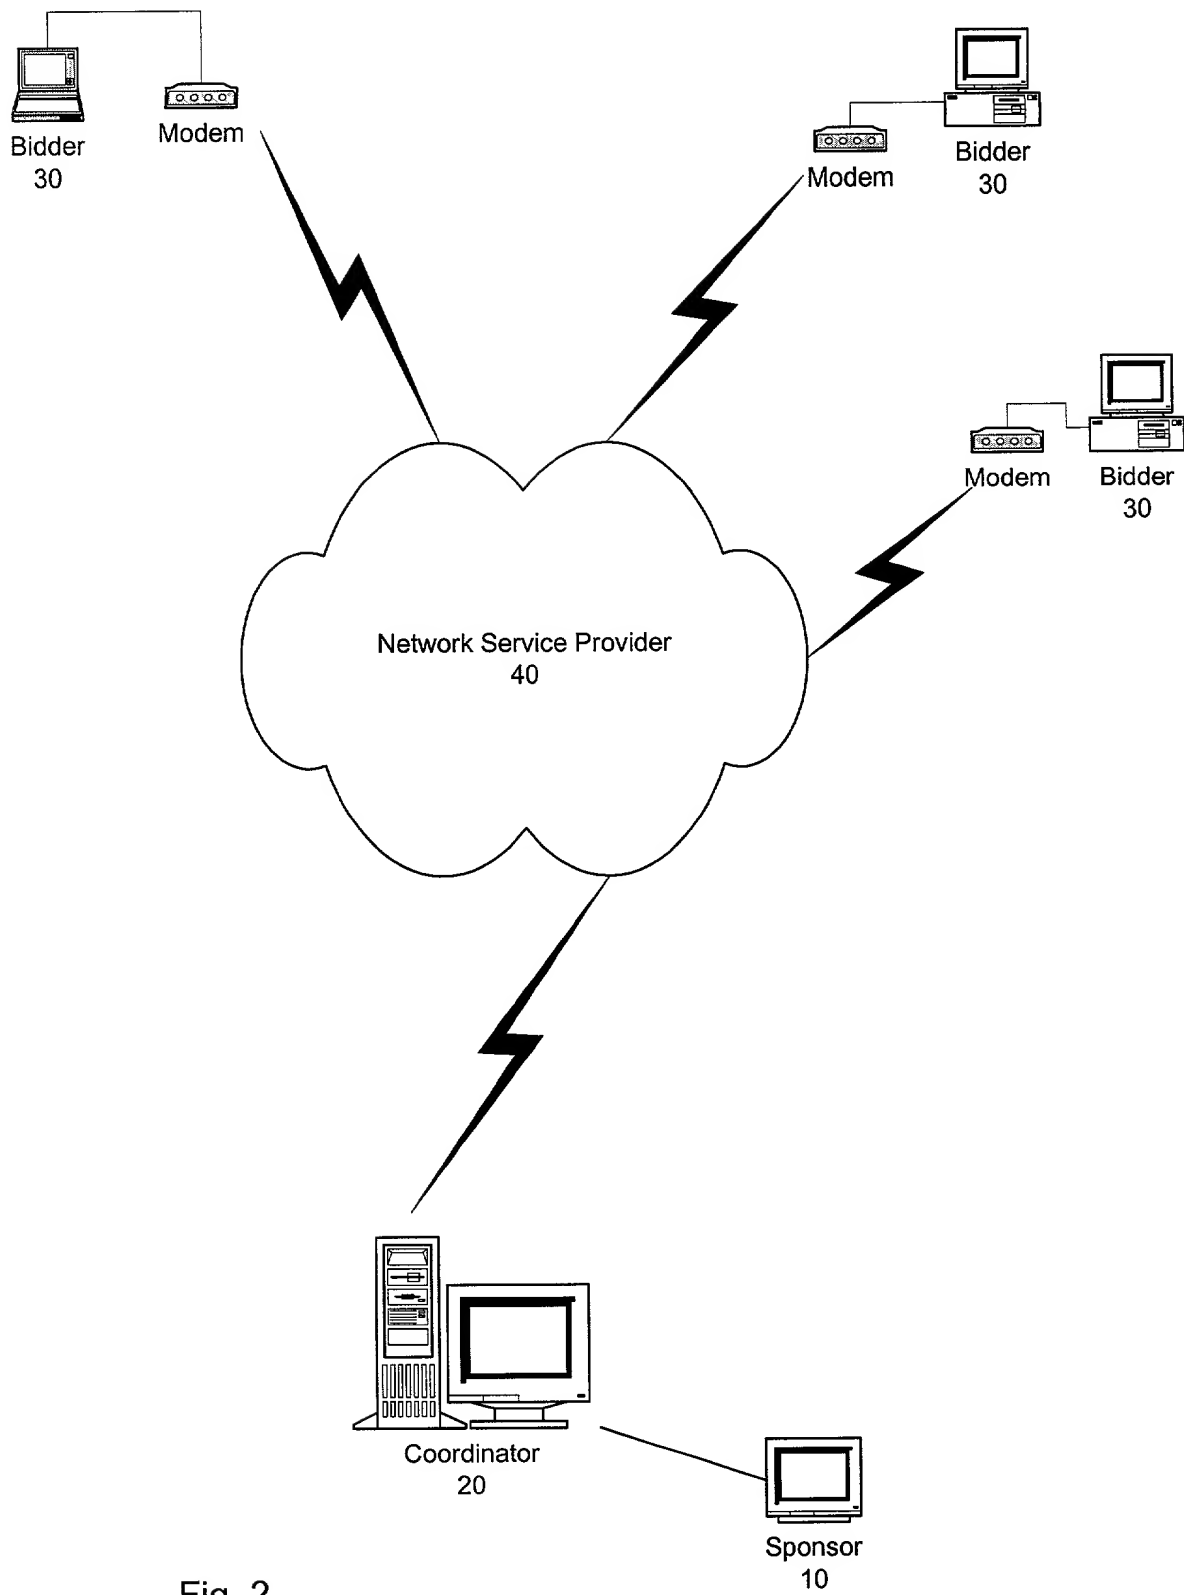 Bidder
30
Modem
Modem
Bidder
30
Modem
Bidder
30
Network Service Provider
40
Coordinator
20
Sponsor
10
Fig. 2